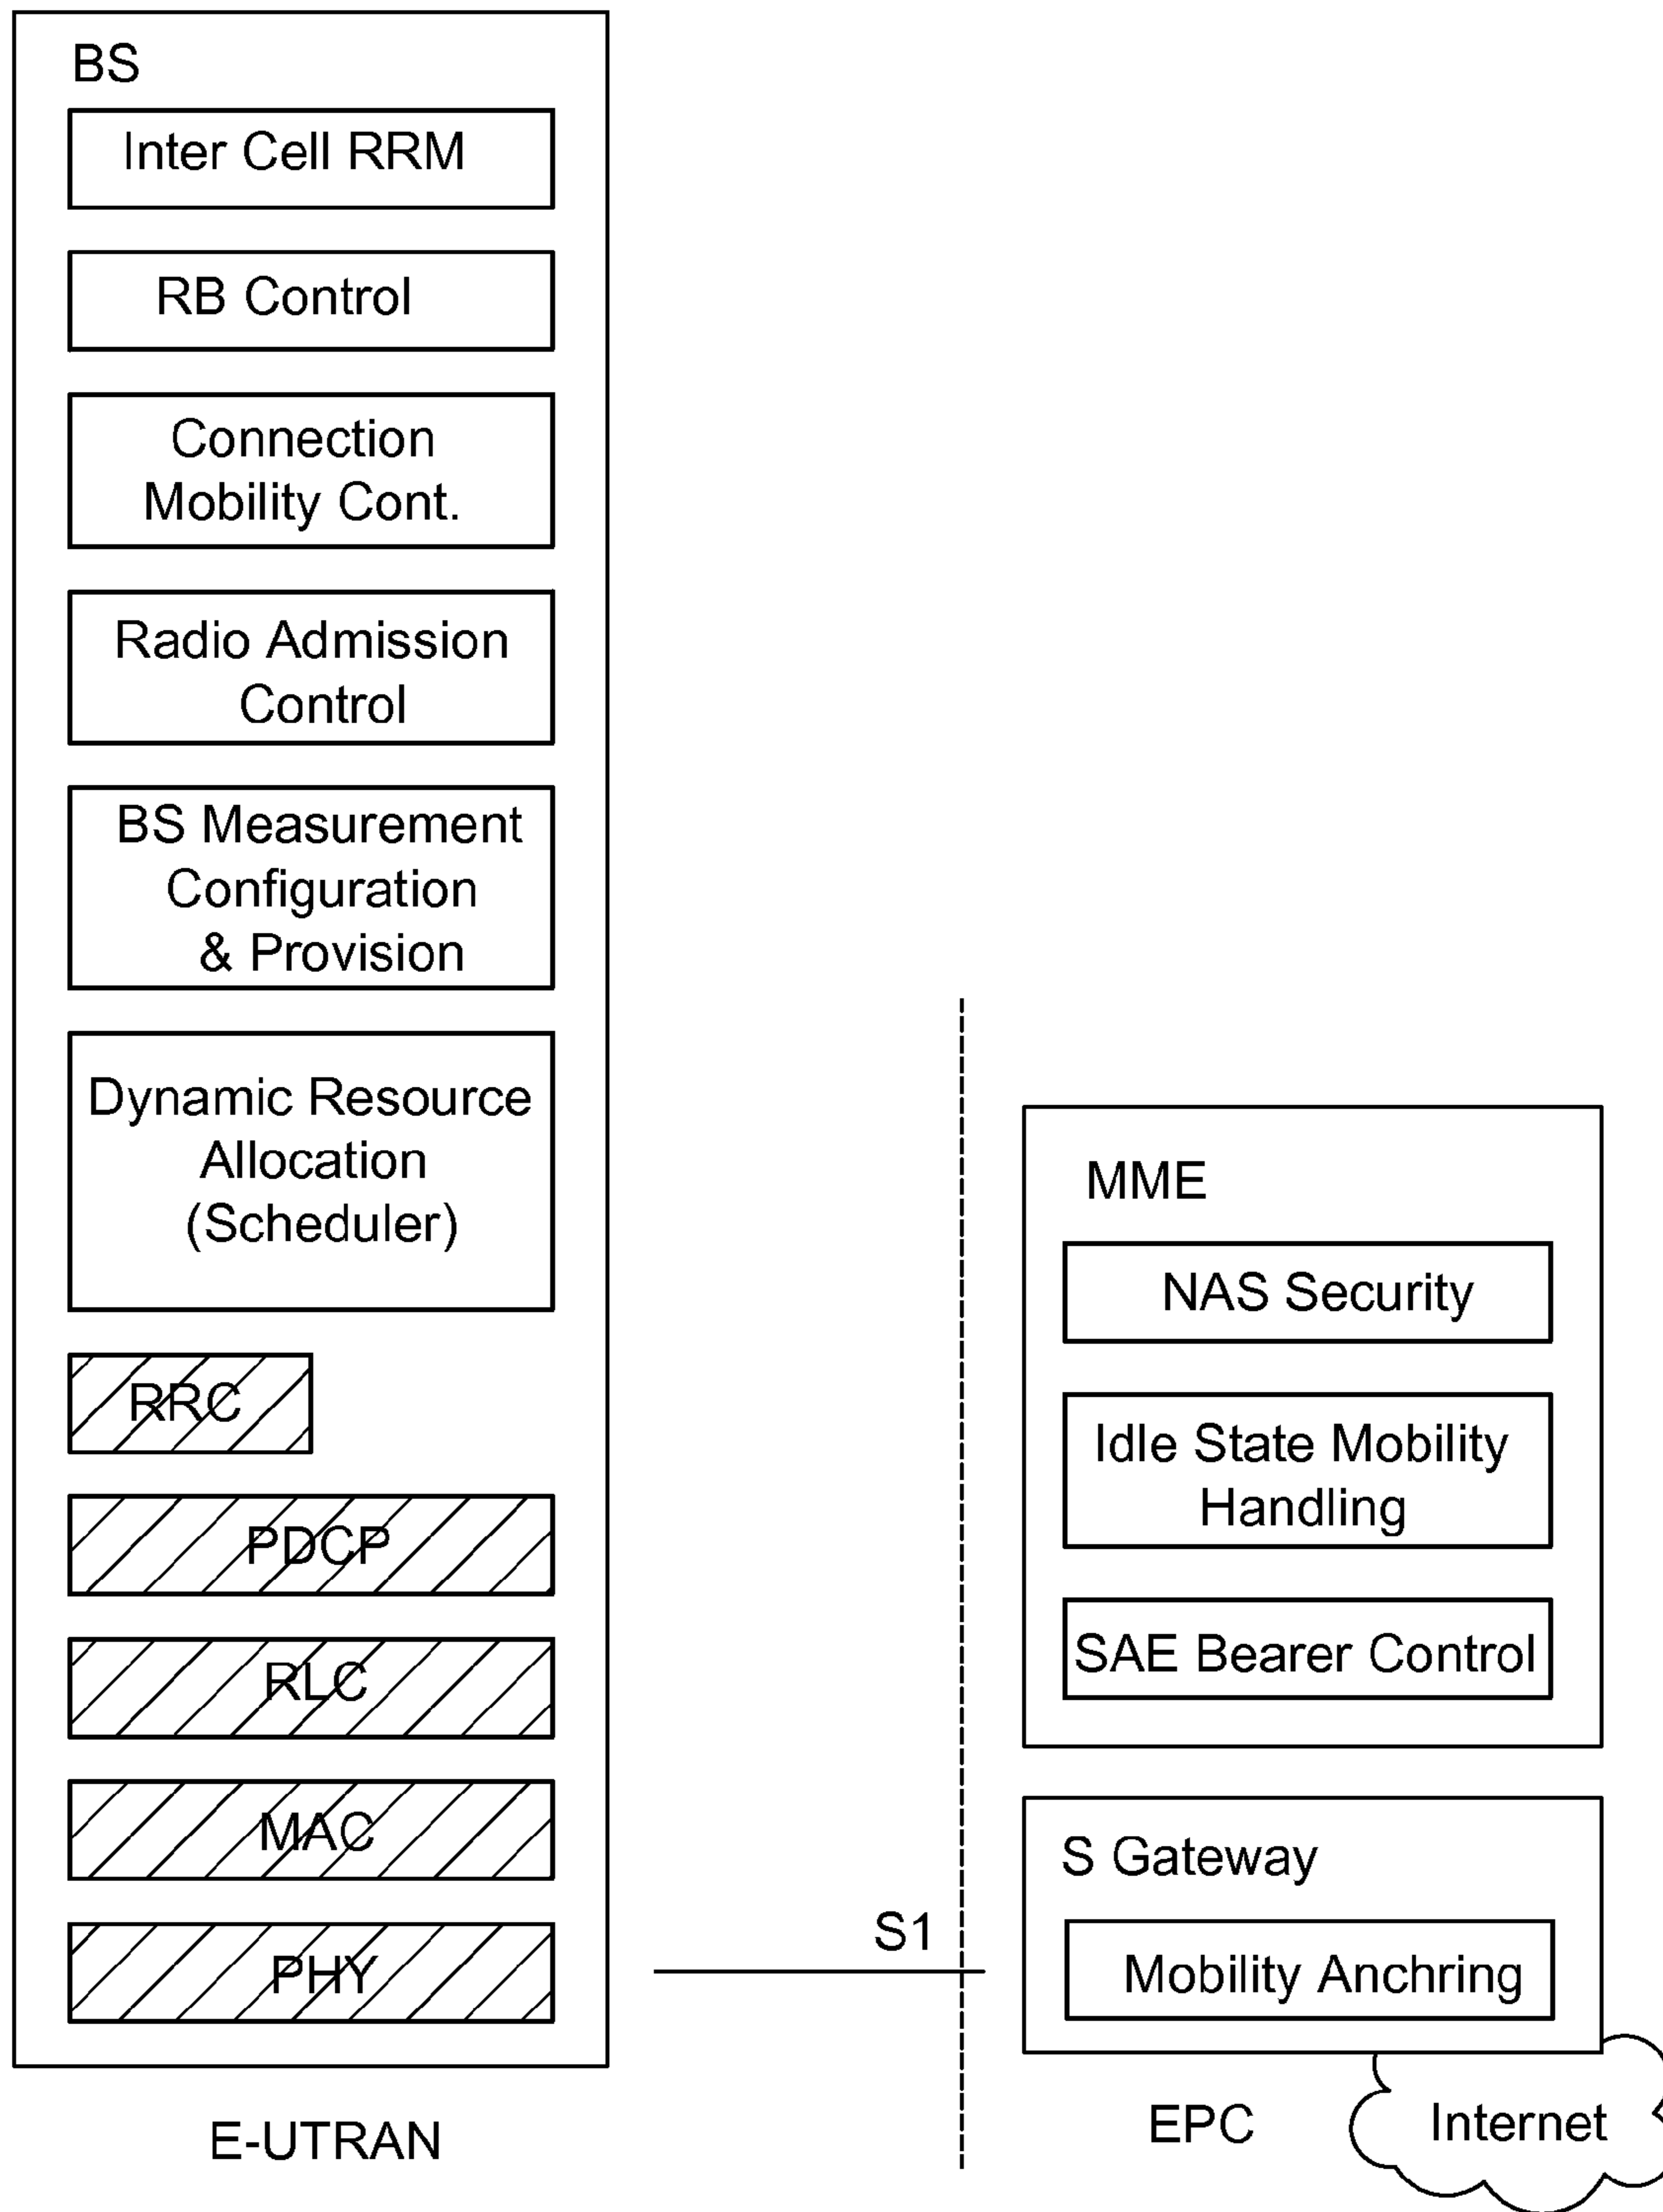 BS
Inter Cell RRM
RB Control
Connection
Mobility Cont.
Radio Admission
Control
BS Measurement
Configuration
& Provision
Dynamic Resource
Allocation
(Scheduler)
RRC
PDCP
RLC
MAC
PHY
E-UTRAN
S1
MME
NAS Security
Idle State Mobility
Handling
SAE Bearer Control
S Gateway
Mobility Anchring
EPC
Internet